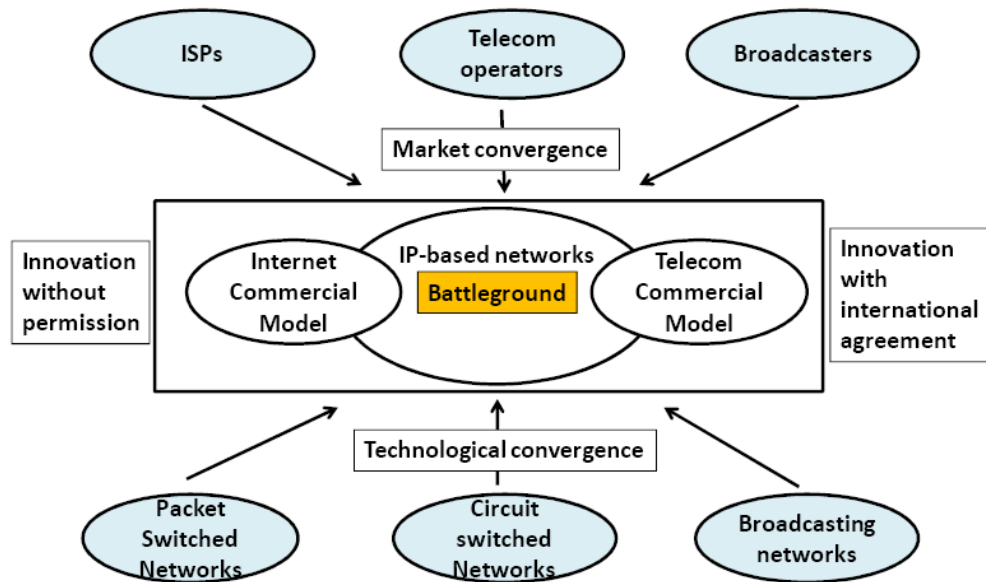 ISPs
Telecom
operators
Broadcasters
Market convergence
Innovation
without
permission
Internet
Commercial
Model
IP-based networks
Battleground
Telecom
Commercial
Model
Innovation
with
international
agreement
Technological convergence
Packet
Switched
Networks
Circuit
switched
Networks
Broadcasting
networks